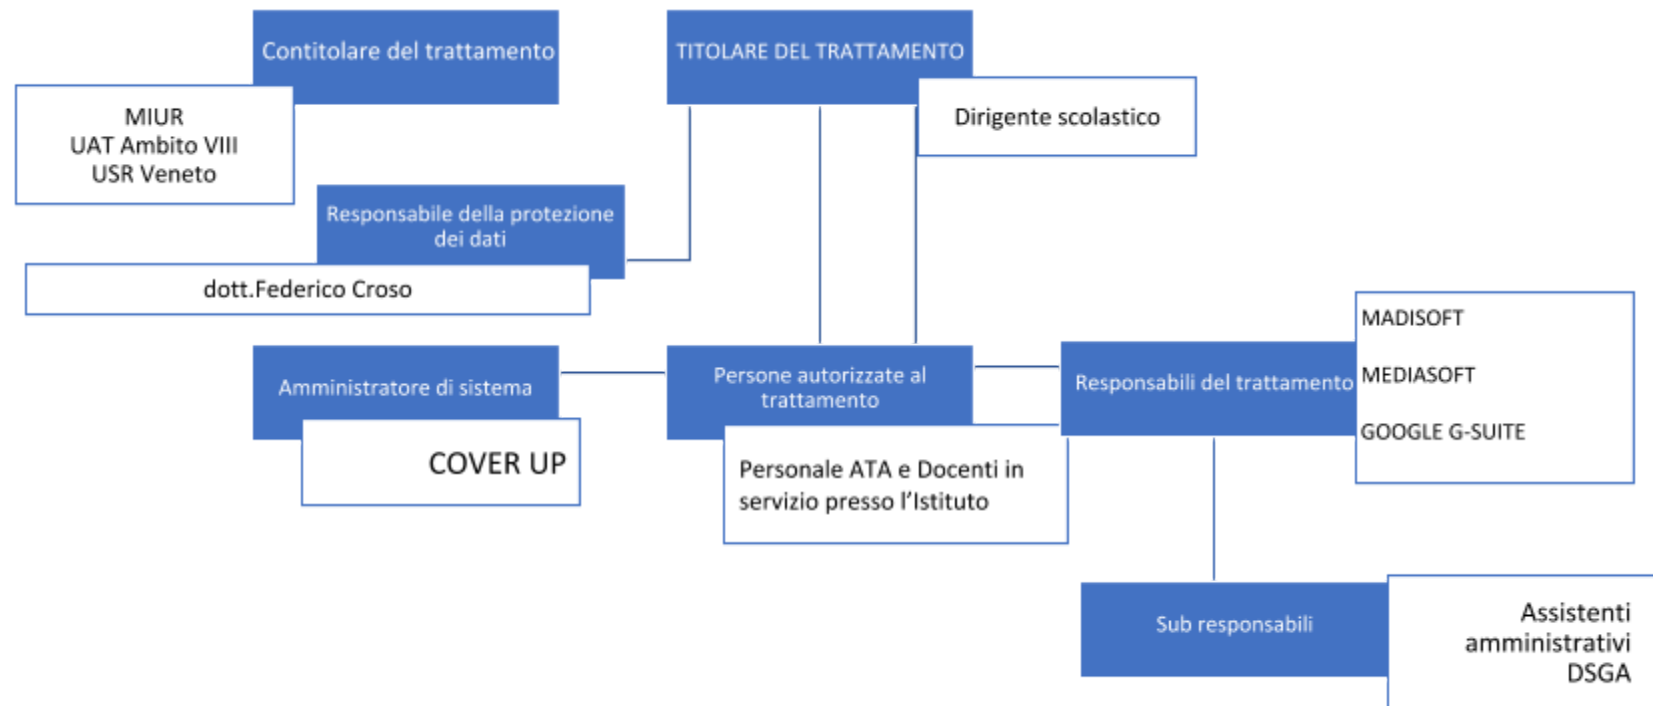 Contitolare del trattamento
MIUR
UAT Ambito VIII
USR Veneto
TITOLARE DEL TRATTAMENTO
Dirigente scolastico
Responsabile della protezione
dei dati
dott.Federico Croso
Amministratore di sistema
COVER UP
Persone autorizzate al
trattamento
Personale ATA e Docenti in
servizio presso l'Istituto
Responsabili del trattamento
MADISOFT
MEDIASOFT
GOOGLE G-SUITE
Sub responsabili
Assistenti
amministrativi
DSGA